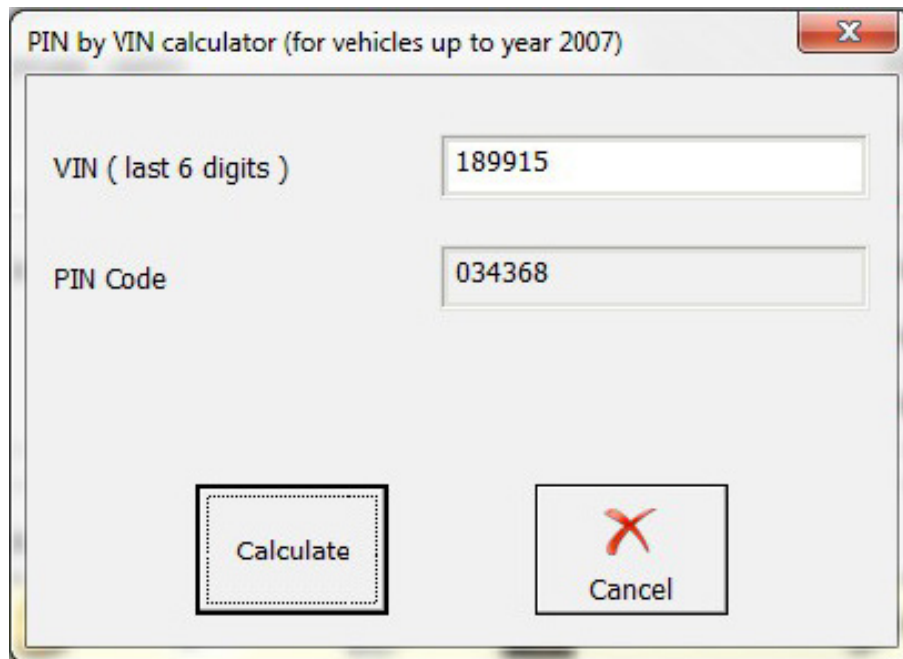 PIN by VIN calculator (for vehicles up to year 2007)
VIN ( last 6 digits )
189915
PIN Code
034368
Calculate
Cancel